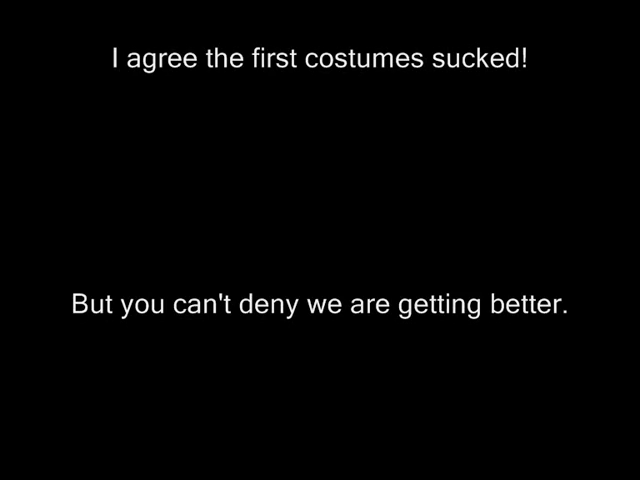 I agree the first costumes sucked!
But you can't deny we are getting better.